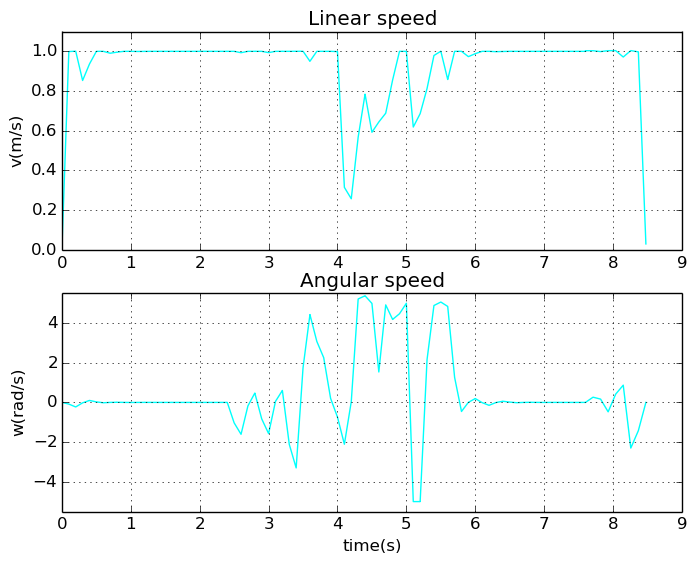 Linear speed
v(m/s)
1.0
0.8
0.6
0.4
0.2
0.0
0 1 2 3 4 5 6 7 8 9
Angular speed
w(rad/s)
4
2
0
−2
−4
0 1 2 3 4 5 6 7 8 9
time(s)